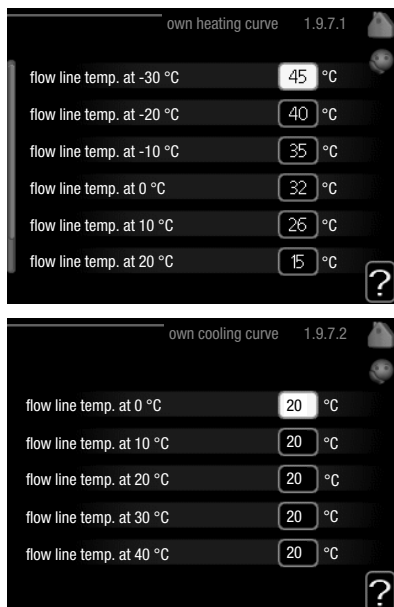 own heating curve 1.9.7.1
flow line temp. at -30 °C 45 °C
flow line temp. at -20 °C 40 °C
flow line temp. at -10 °C 35 °C
flow line temp. at 0 °C 32 °C
flow line temp. at 10 °C 26 °C
flow line temp. at 20 °C 15 °C
?
own cooling curve 1.9.7.2
flow line temp. at 0 °C 20 °C
flow line temp. at 10 °C 20 °C
flow line temp. at 20 °C 20 °C
flow line temp. at 30 °C 20 °C
flow line temp. at 40 °C 20 °C
?